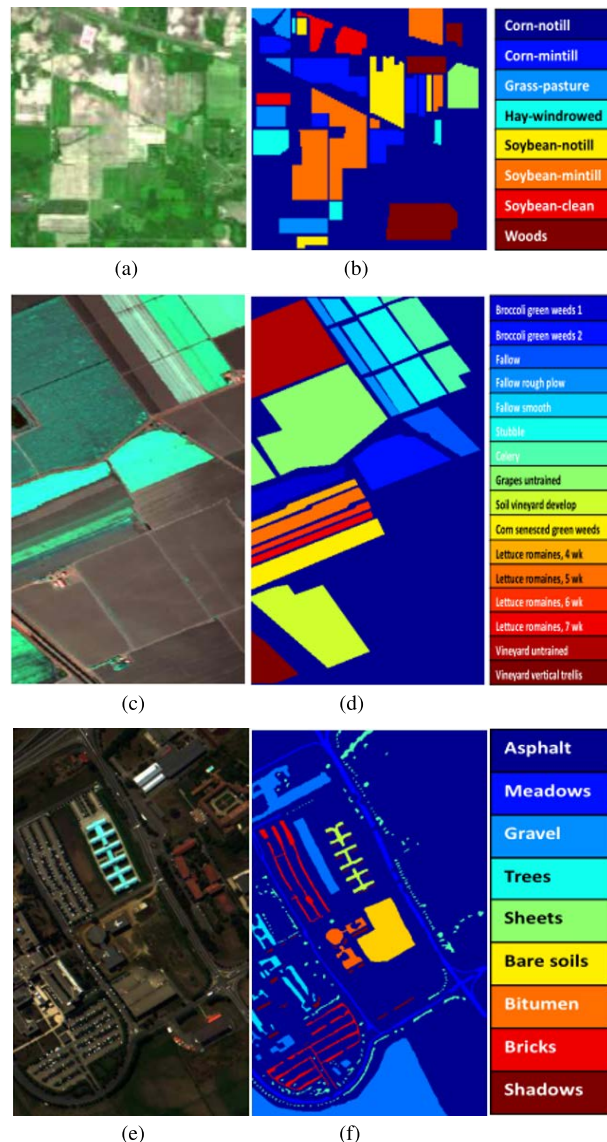 Corn-notill
Corn-mintill
Grass-pasture
Hay-windrowed
Soybean-notill
Soybean-mintill
Soybean-clean
Woods
(a)
(b)
Broccoli green weeds 1
Broccoli green weeds 2
Fallow
Fallow rough plow
Fallow smooth
Stubble
Celery
Grapes untrained
Soil vineyard develop
Corn senesced green weeds
Lettuce romaines, 4 wk
Lettuce romaines, 5 wk
Lettuce romaines, 6 wk
Lettuce romaines, 7 wk
Vineyard untrained
Vineyard vertical trellis
(c)
(d)
Asphalt
Meadows
Gravel
Trees
Sheets
Bare soils
Bitumen
Bricks
Shadows
(e)
(f)